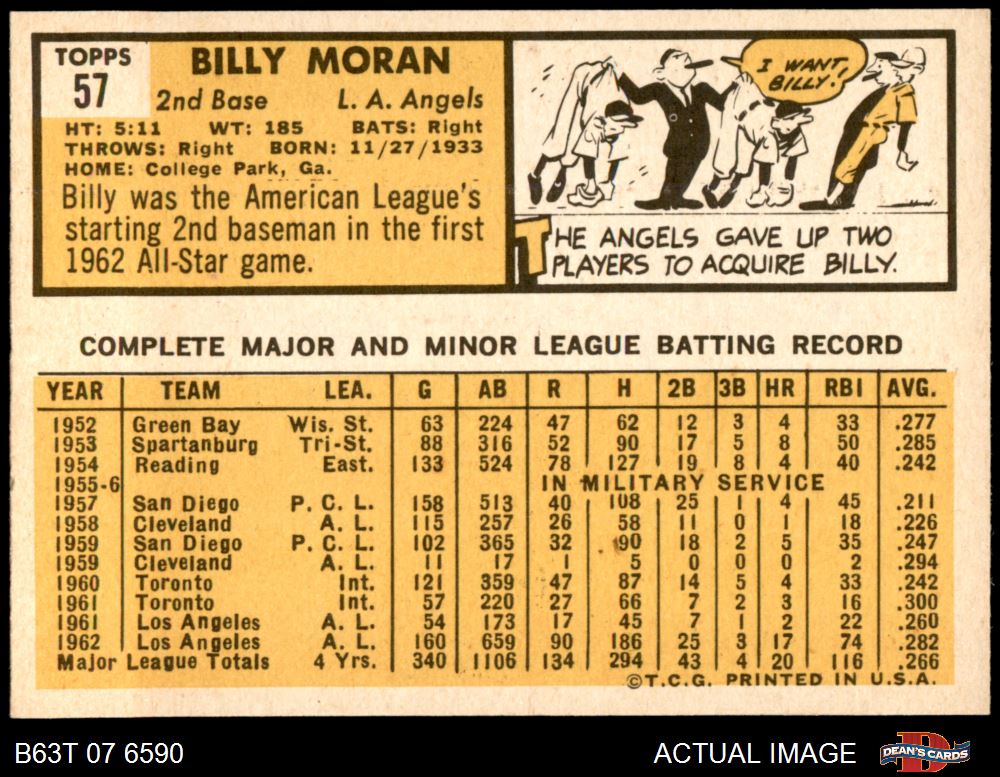 TOPPS
57
BILLY MORAN
2nd Base L. A. Angels
HT: 5:11 WT: 185 BATS: Right
THROWS: Right BORN: 11/27/1933
HOME: College Park, Ga.
Billy was the American League's
starting 2nd baseman in the first
1962 All-Star game.
I WANT
BILLY!
THE ANGELS GAVE UP TWO
PLAYERS TO ACQUIRE BILLY.
COMPLETE MAJOR AND MINOR LEAGUE BATTING RECORD
YEAR TEAM LEA. G AB R H 2B 3B HR RBI AVG.
1952 Green Bay Wis. St. 63 224 47 62 12 3 4 33 .277
1953 Spartanburg Tri-St. 88 316 52 90 17 5 8 50 .285
1954 Reading East. 133 524 78 127 19 8 4 40 .242
1955-6 IN MILITARY SERVICE
1957 San Diego P. C. L. 158 513 40 108 25 1 4 45 .211
1958 Cleveland A. L. 115 257 26 58 11 0 1 18 .226
1959 San Diego P. C. L. 102 365 32 90 18 2 5 35 .247
1959 Cleveland A. L. 11 17 1 5 0 0 0 2 .294
1960 Toronto Int. 121 359 47 87 14 5 4 33 .242
1961 Toronto Int. 57 220 27 66 7 2 3 16 .300
1961 Los Angeles A. L. 54 173 17 45 7 1 2 22 .260
1962 Los Angeles A. L. 160 659 90 186 25 3 17 74 .282
Major League Totals 4 Yrs. 340 1106 134 294 43 4 20 116 .266
©T.C.G. PRINTED IN U.S.A.
B63T 07 6590 ACTUAL IMAGE DEAN'S CARDS